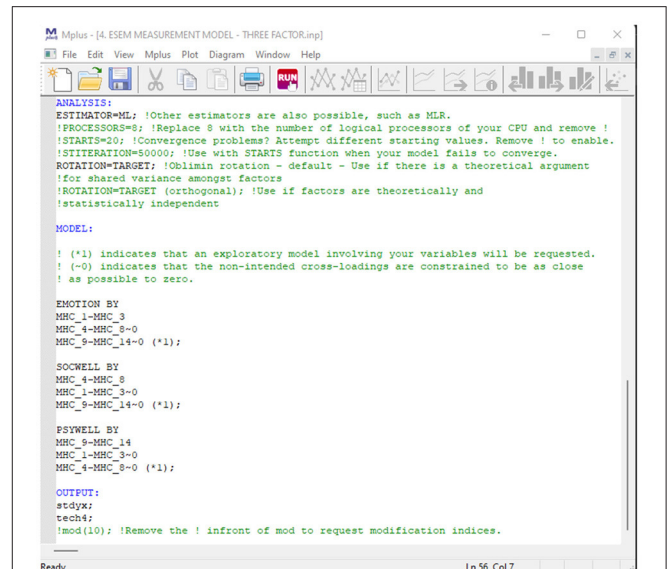 Mplus - [4. ESEM MEASUREMENT MODEL - THREE FACTOR.inp]
File Edit View Mplus Plot Diagram Window Help
RUN
ANALYSIS:
ESTIMATOR=ML; !Other estimators are also possible, such as MLR.
!PROCESSORS=8; !Replace 8 with the number of logical processors of your CPU and remove !
!STARTS=20; !Convergence problems? Attempt different starting values. Remove ! to enable.
!STITERATION=50000; !Use with STARTS function when your model fails to converge.
ROTATION=TARGET; !Oblimin rotation - default - Use if there is a theoretical argument
!for shared variance amongst factors
!ROTATION=TARGET (orthogonal); !Use if factors are theoretically and
!statistically independent
MODEL:
! (*1) indicates that an exploratory model involving your variables will be requested.
! (~0) indicates that the non-intended cross-loadings are constrained to be as close
! as possible to zero.
EMOTION BY
MHC_1-MHC_3
MHC_4-MHC_8~0
MHC_9-MHC_14~0 (*1);
SOCWELL BY
MHC_4-MHC_8
MHC_1-MHC_3~0
MHC_9-MHC_14~0 (*1);
PSYWELL BY
MHC_9-MHC_14
MHC_1-MHC_3~0
MHC_4-MHC_8~0 (*1);
OUTPUT:
stdyx;
tech4;
!mod(10); !Remove the ! infront of mod to request modification indices.
Ready
Ln 56, Col 7